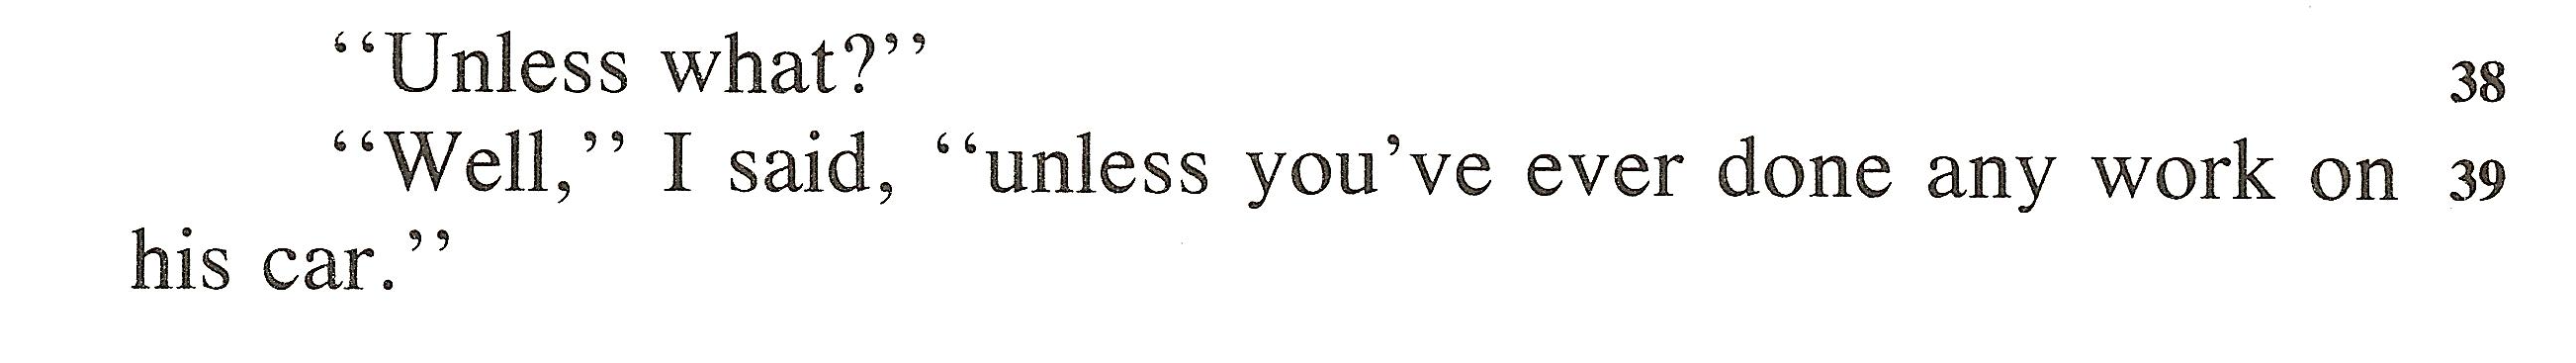 ‘‘Unless what?’’ 38
‘‘Well,’’ I said, ‘‘unless you’ve ever done any work on 39
his car.’’